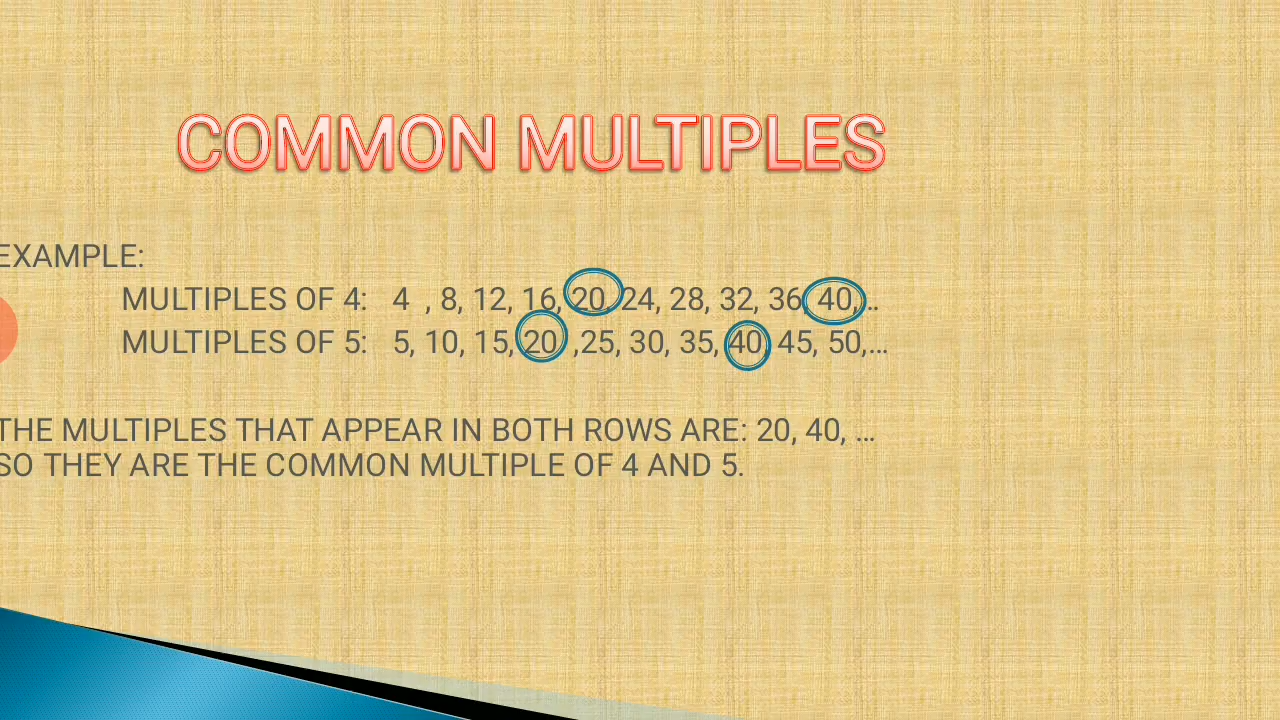 COMMON MULTIPLES
EXAMPLE:
MULTIPLES OF 4: 4 , 8, 12, 16, 20, 24, 28, 32, 36, 40, …
MULTIPLES OF 5: 5, 10, 15, 20 ,25, 30, 35, 40, 45, 50,…
THE MULTIPLES THAT APPEAR IN BOTH ROWS ARE: 20, 40, …
SO THEY ARE THE COMMON MULTIPLE OF 4 AND 5.